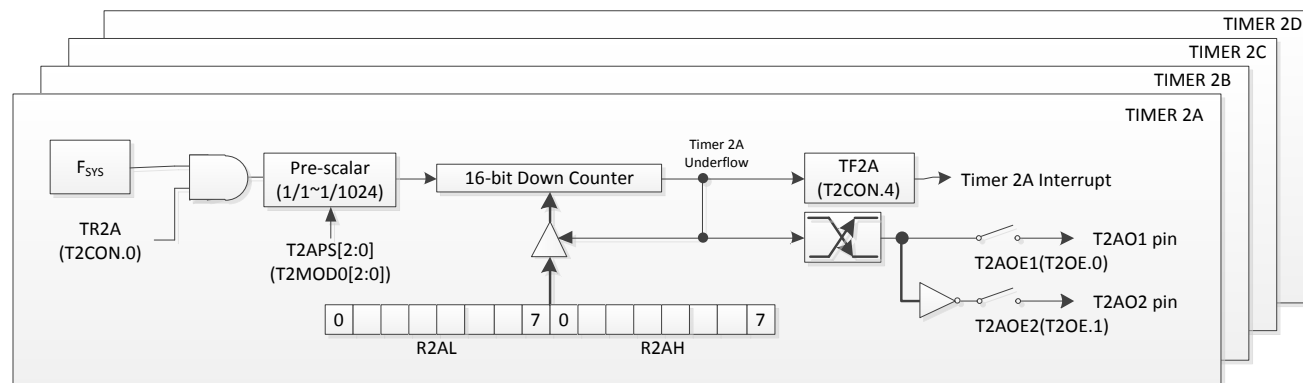 TIMER 2D
TIMER 2C
TIMER 2B
TIMER 2A
FSYS
Pre-scalar
(1/1~1/1024)
16-bit Down Counter
Timer 2A
Underflow
TF2A
(T2CON.4)
Timer 2A Interrupt
TR2A
(T2CON.0)
T2APS[2:0]
(T2MOD0[2:0])
T2AO1 pin
T2AOE1(T2OE.0)
T2AO2 pin
T2AOE2(T2OE.1)
0 7 0 7
R2AL R2AH